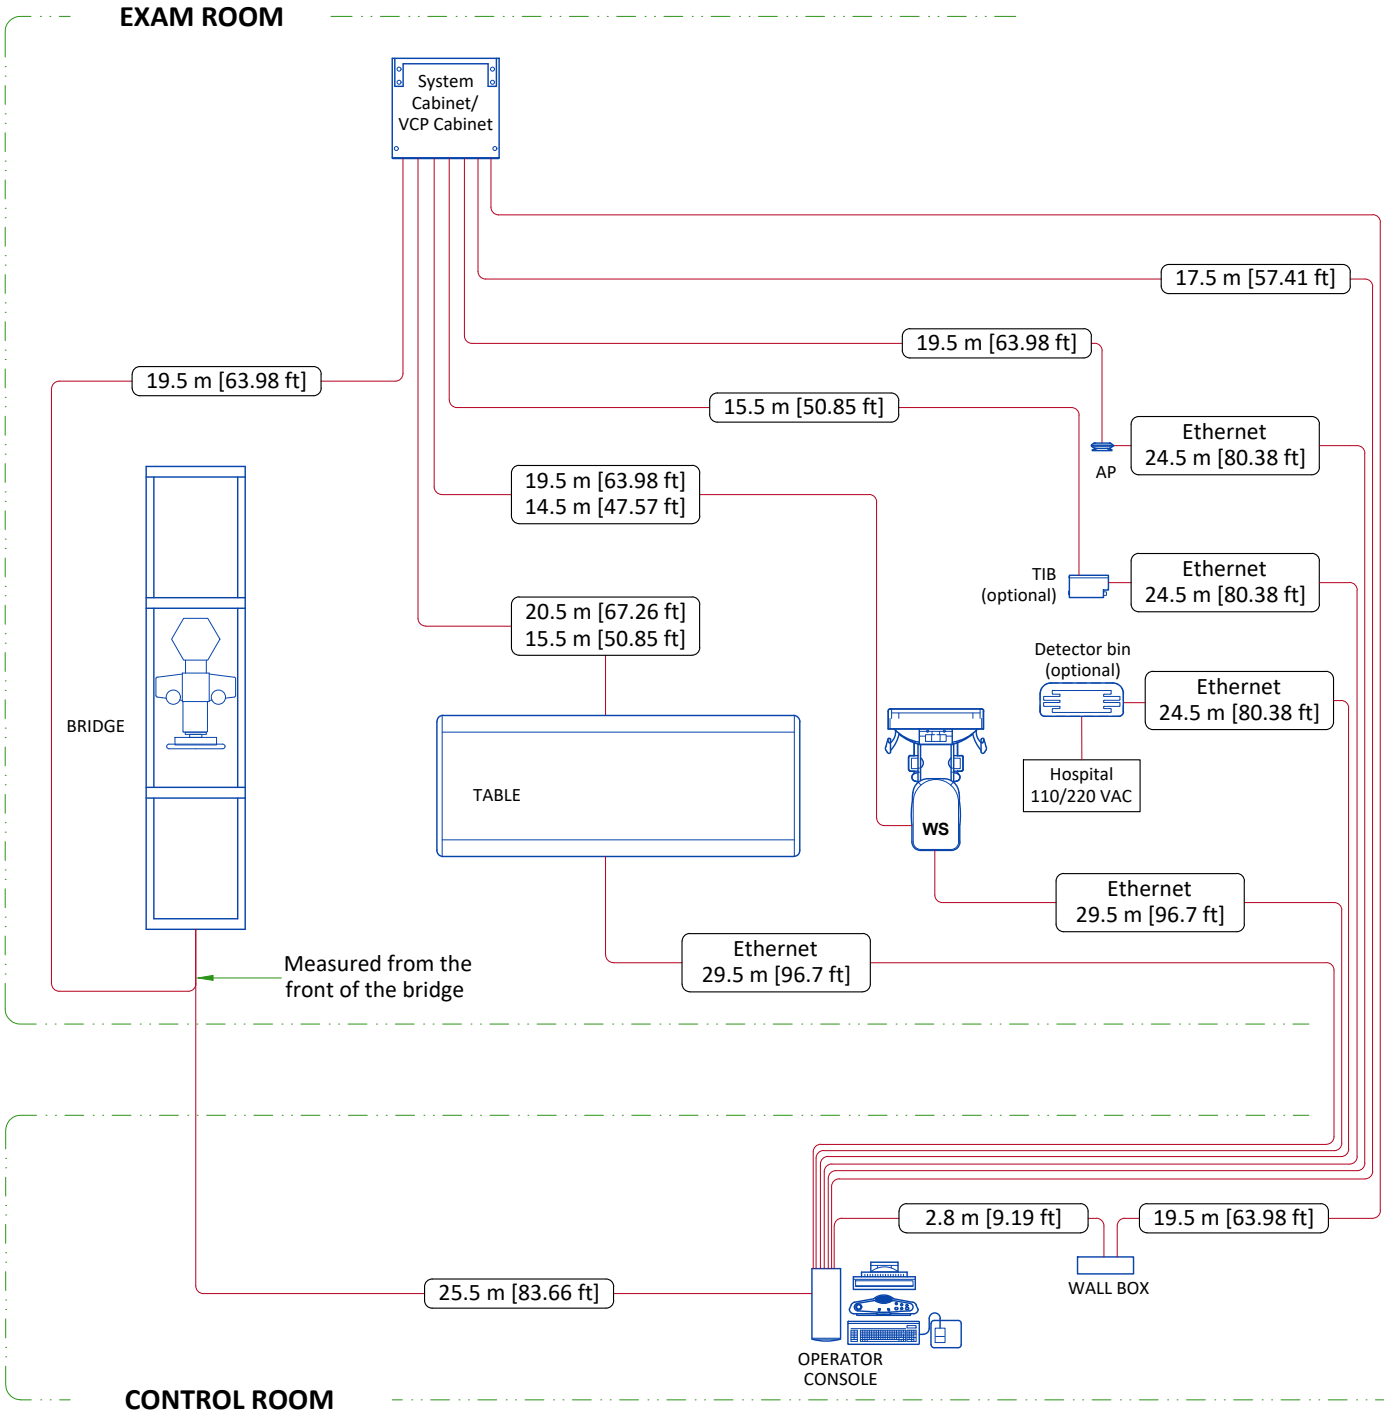 EXAM ROOM
System
Cabinet/
VCP Cabinet
17.5 m [57.41 ft]
19.5 m [63.98 ft]
19.5 m [63.98 ft]
15.5 m [50.85 ft]
Ethernet
24.5 m [80.38 ft]
AP
19.5 m [63.98 ft]
14.5 m [47.57 ft]
TIB
(optional)
Ethernet
24.5 m [80.38 ft]
20.5 m [67.26 ft]
15.5 m [50.85 ft]
Detector bin
(optional)
Ethernet
24.5 m [80.38 ft]
BRIDGE
Hospital
110/220 VAC
TABLE
WS
Ethernet
29.5 m [96.7 ft]
Ethernet
29.5 m [96.7 ft]
Measured from the
front of the bridge
2.8 m [9.19 ft]
19.5 m [63.98 ft]
WALL BOX
25.5 m [83.66 ft]
OPERATOR
CONSOLE
CONTROL ROOM